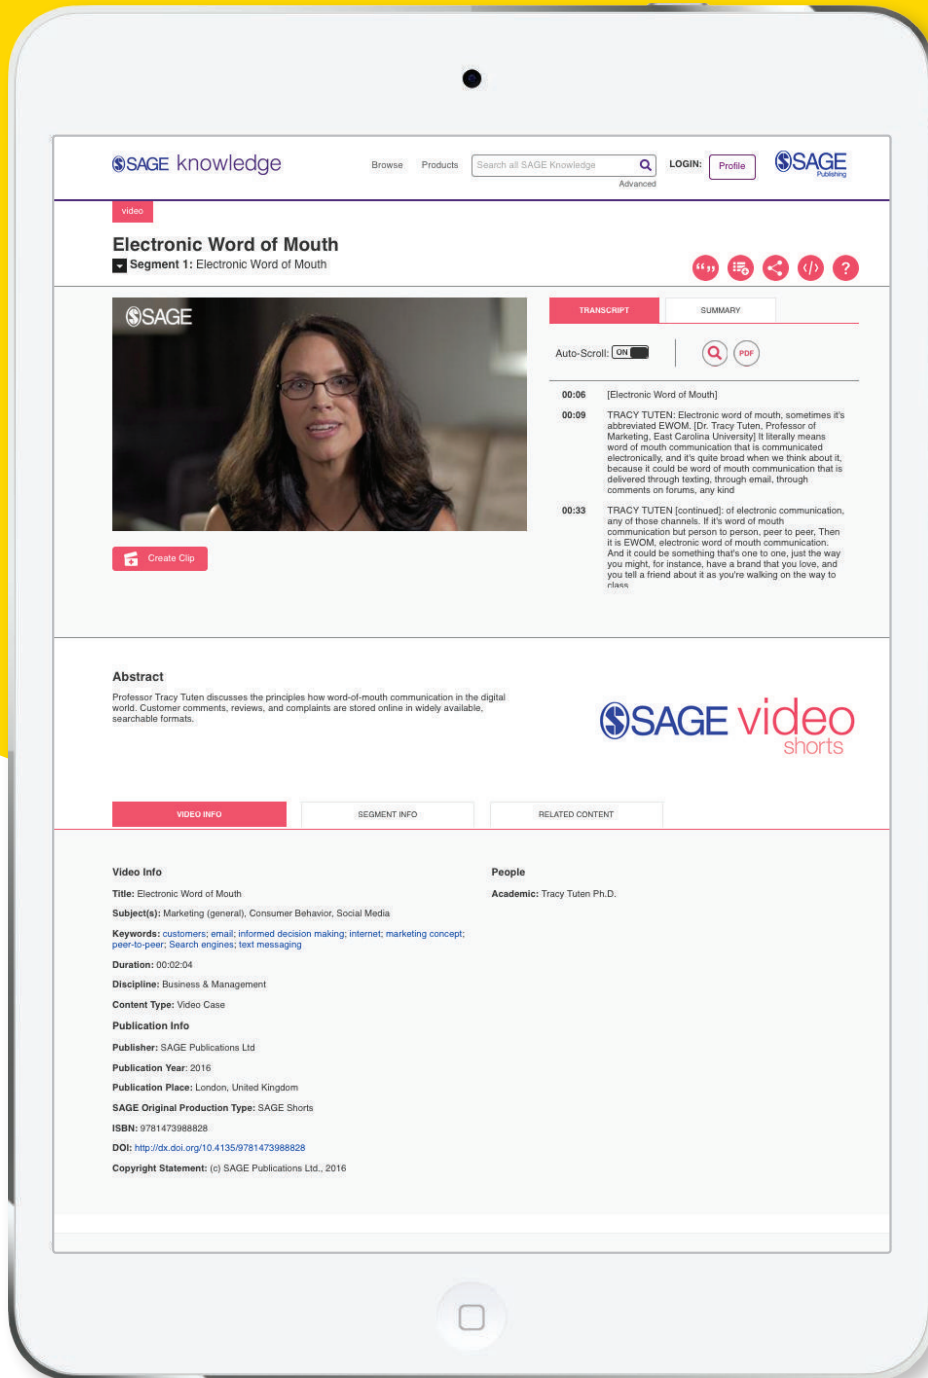 SAGE knowledge
Browse
Products
Search all SAGE Knowledge
Advanced
LOGIN:
Profile
SAGE
Publishing
video
Electronic Word of Mouth
Segment 1: Electronic Word of Mouth
“ ”
</>
?
SAGE
Create Clip
TRANSCRIPT
SUMMARY
Auto-Scroll: ON
PDF
00:06 [Electronic Word of Mouth]
00:09 TRACY TUTEN: Electronic word of mouth, sometimes it's
abbreviated EWOM. [Dr. Tracy Tuten, Professor of
Marketing, East Carolina University] It literally means
word of mouth communication that is communicated
electronically, and it's quite broad when we think about it,
because it could be word of mouth communication that is
delivered through texting, through email, through
comments on forums, any kind
00:33 TRACY TUTEN [continued]: of electronic communication,
any of those channels. If it's word of mouth
communication but person to person, peer to peer, Then
it is EWOM, electronic word of mouth communication.
And it could be something that's one to one, just the way
you might, for instance, have a brand that you love, and
you tell a friend about it as you're walking on the way to
class
Abstract
Professor Tracy Tuten discusses the principles how word-of-mouth communication in the digital
world. Customer comments, reviews, and complaints are stored online in widely available,
searchable formats.
SAGE video
shorts
VIDEO INFO
SEGMENT INFO
RELATED CONTENT
Video Info
Title: Electronic Word of Mouth
Subject(s): Marketing (general), Consumer Behavior, Social Media
Keywords: customers; email; informed decision making; internet; marketing concept;
peer-to-peer; Search engines; text messaging
Duration: 00:02:04
Discipline: Business & Management
Content Type: Video Case
Publication Info
Publisher: SAGE Publications Ltd
Publication Year: 2016
Publication Place: London, United Kingdom
SAGE Original Production Type: SAGE Shorts
ISBN: 9781473988828
DOI: http://dx.doi.org/10.4135/9781473988828
Copyright Statement: (c) SAGE Publications Ltd., 2016
People
Academic: Tracy Tuten Ph.D.